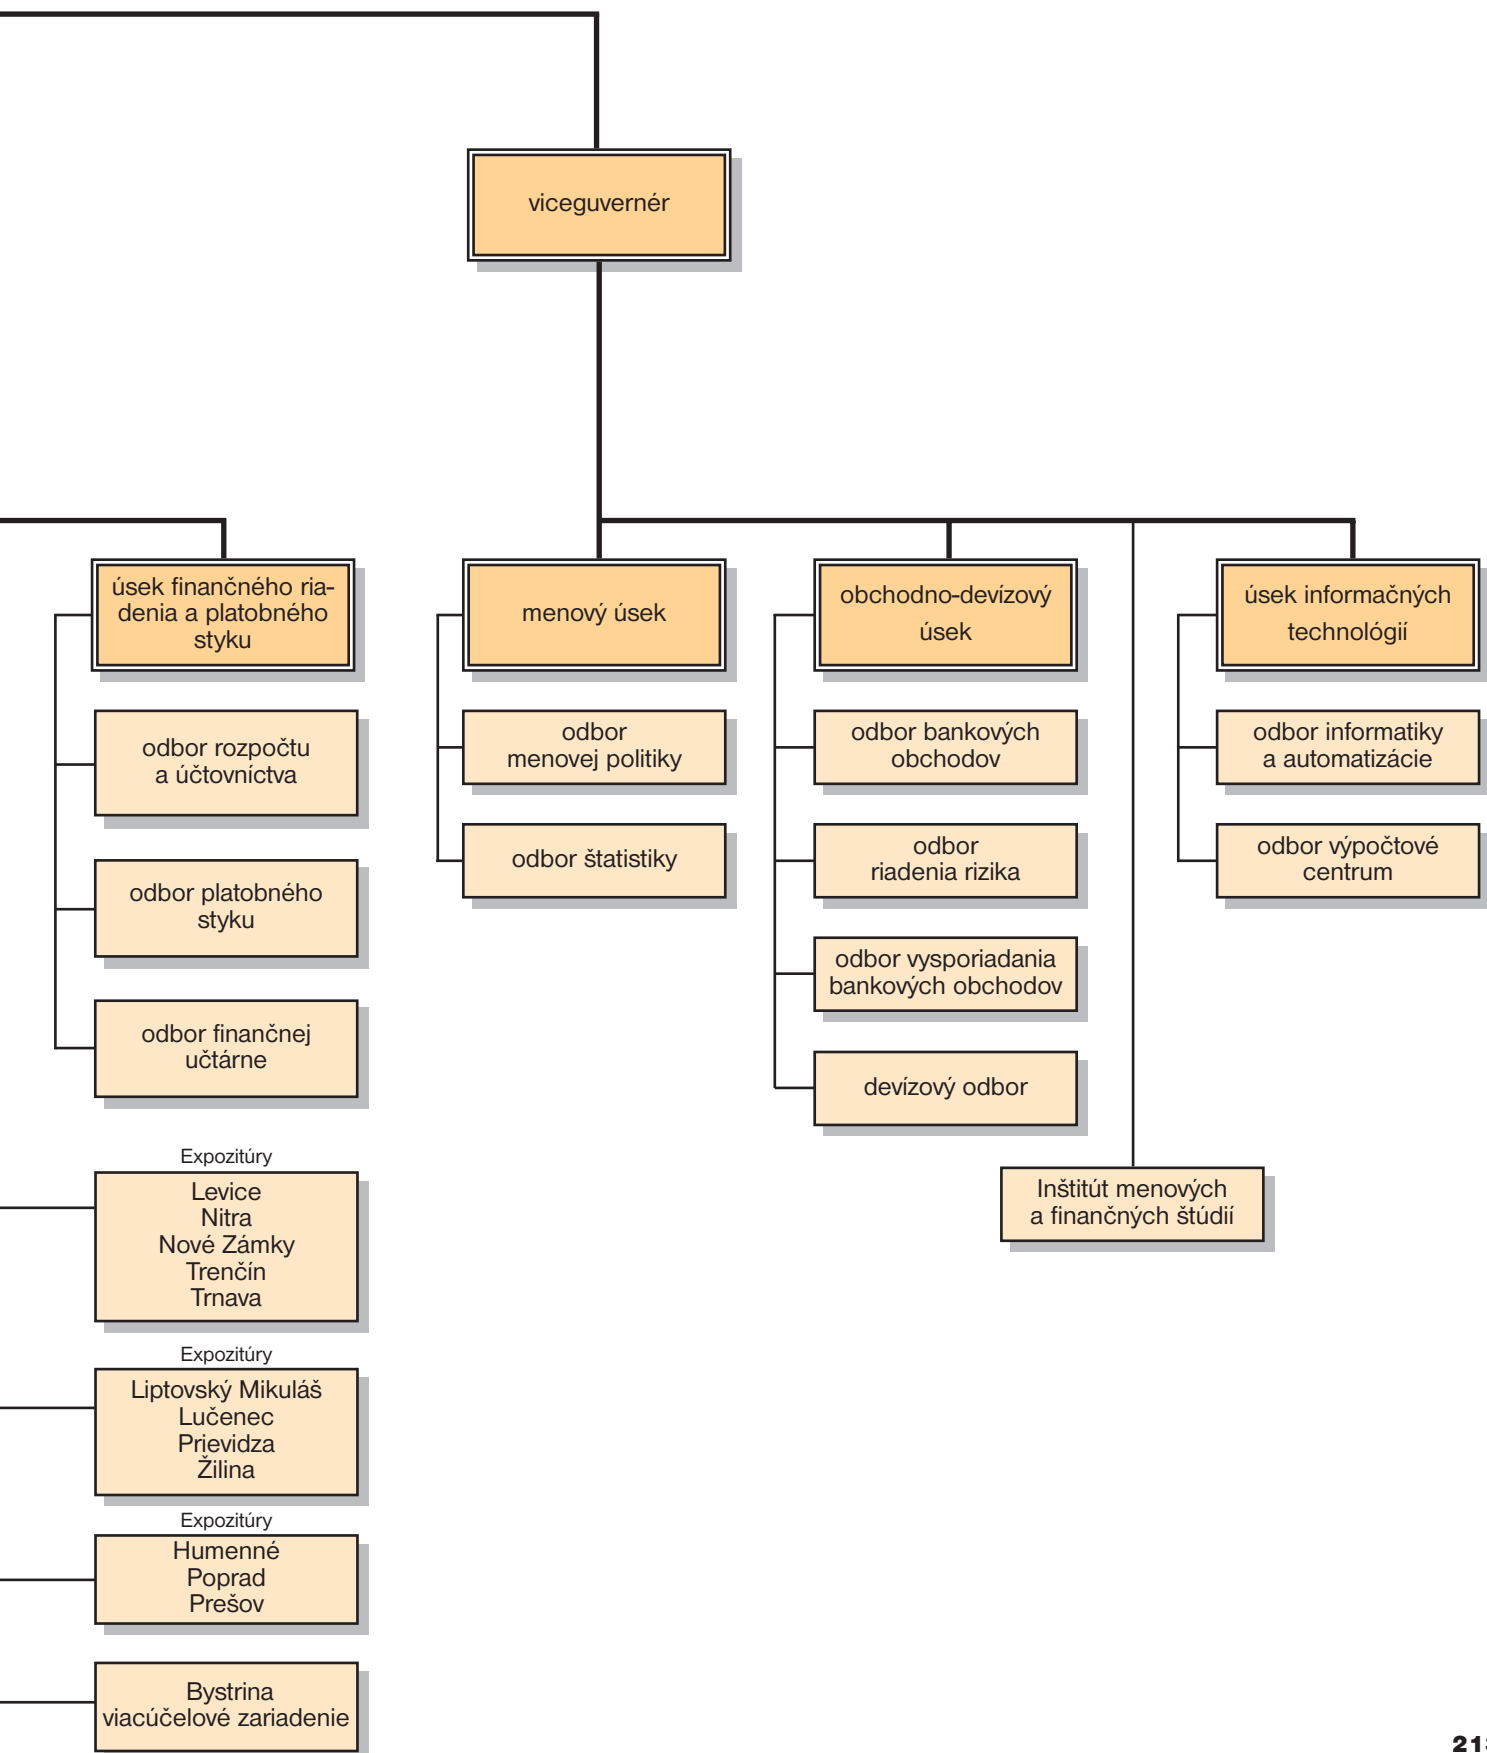 viceguvernér
úsek finančného ria-
denia a platobného
styku
odbor rozpočtu
a účtovníctva
odbor platobného
styku
odbor finančnej
učtárne
menový úsek
odbor
menovej politiky
odbor štatistiky
obchodno-devízový
úsek
odbor bankových
obchodov
odbor
riadenia rizika
odbor vysporiadania
bankových obchodov
devízový odbor
úsek informačných
technológií
odbor informatiky
a automatizácie
odbor výpočtové
centrum
Inštitút menových
a finančných štúdií
Expozitúry
Levice
Nitra
Nové Zámky
Trenčín
Trnava
Expozitúry
Liptovský Mikuláš
Lučenec
Prievidza
Žilina
Expozitúry
Humenné
Poprad
Prešov
Bystrina
viacúčelové zariadenie
213